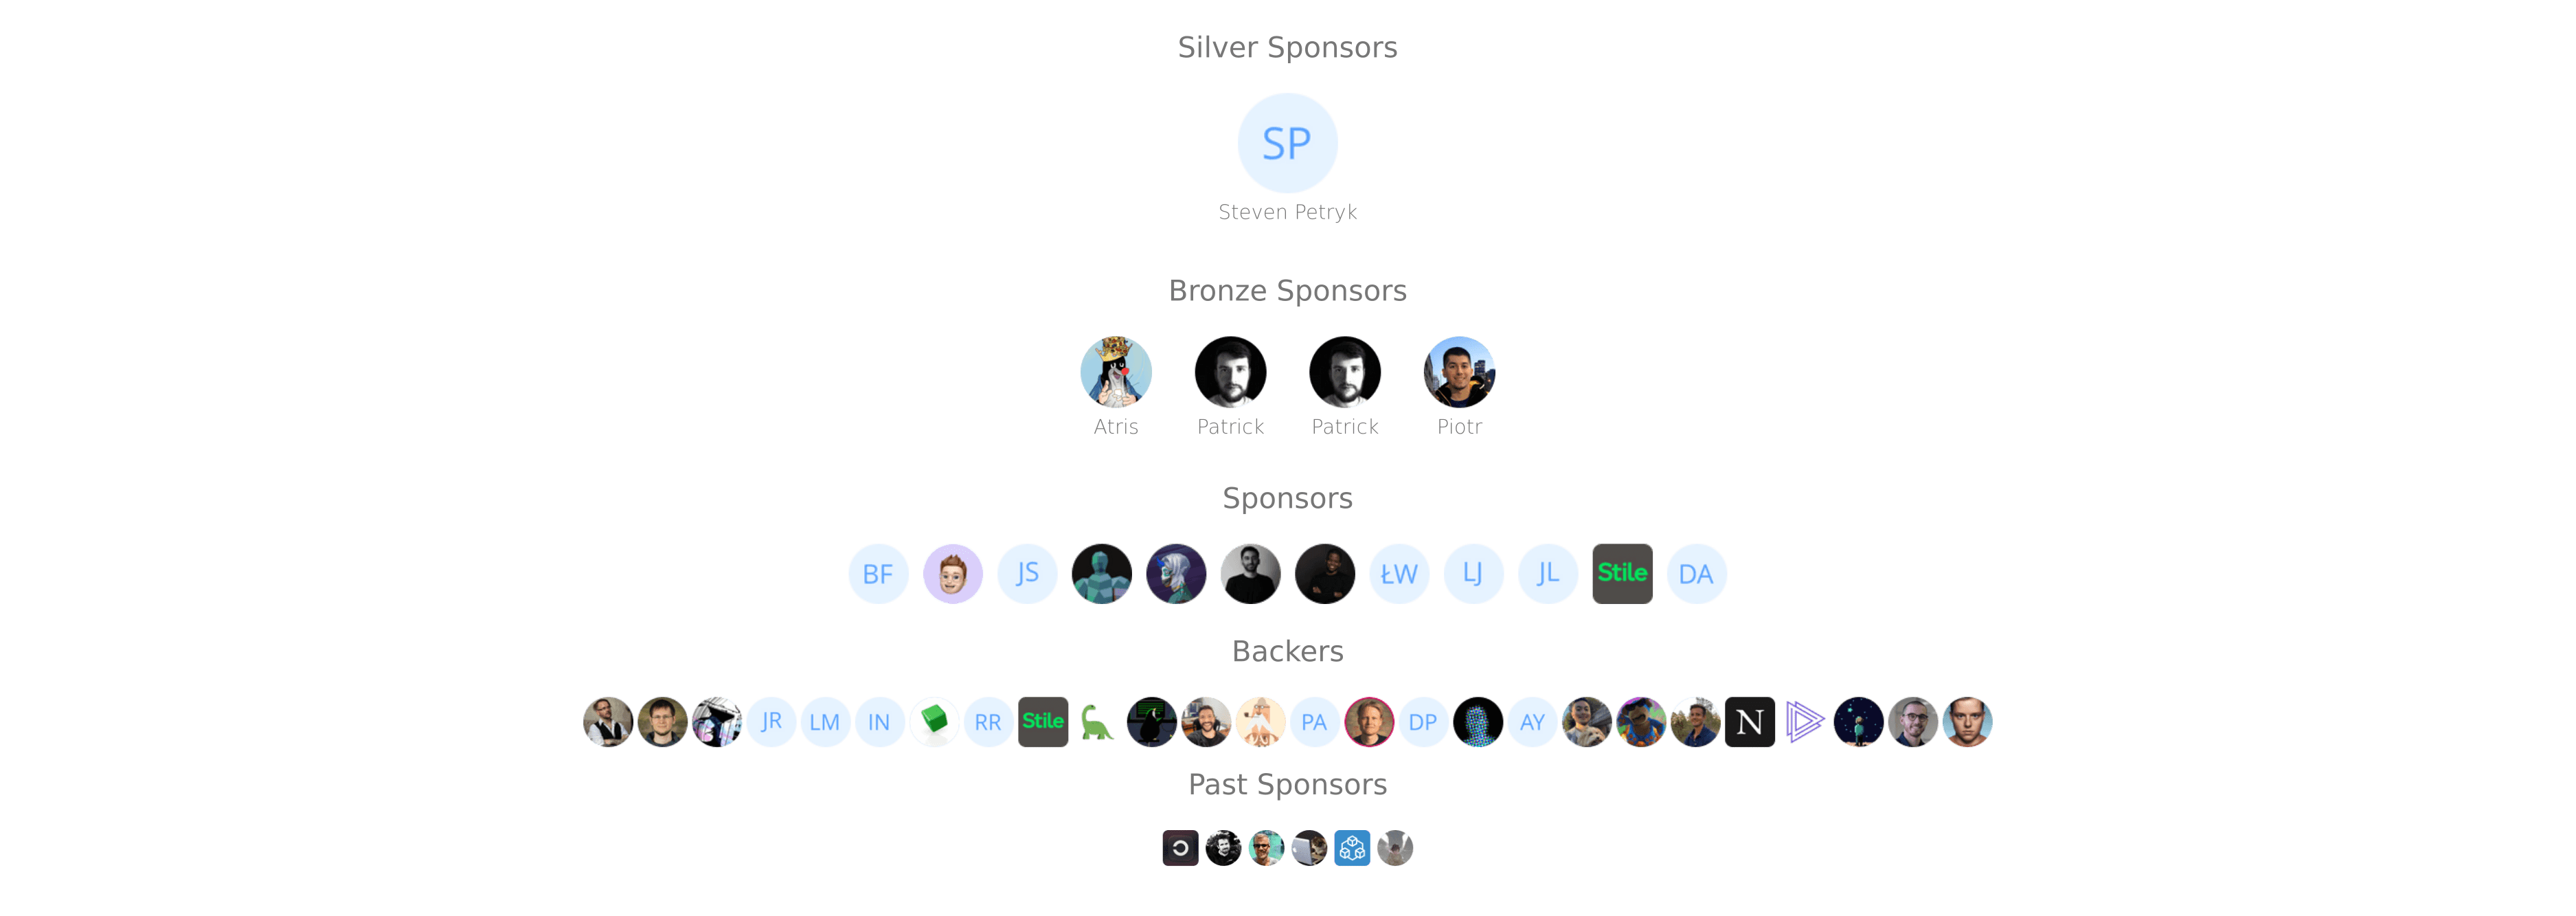 Silver Sponsors
SP
Steven Petryk
Bronze Sponsors
Atris Patrick Patrick Piotr
Sponsors
BF JS ŁW LJ JL Stile DA
Backers
JR LM IN RR Stile PA DP AY N
Past Sponsors